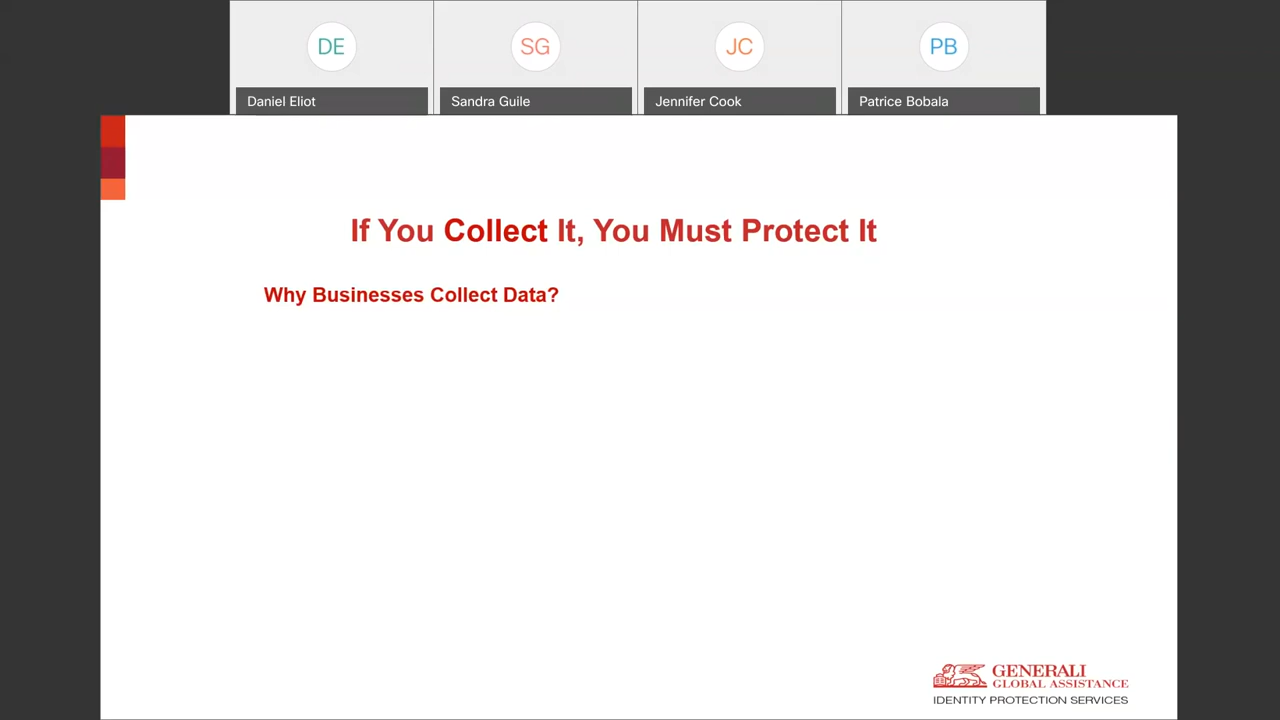 DE
SG
JC
PB
Daniel Eliot
Sandra Guile
Jennifer Cook
Patrice Bobala
If You Collect It, You Must Protect It
Why Businesses Collect Data?
GENERALI
GLOBAL ASSISTANCE
IDENTITY PROTECTION SERVICES